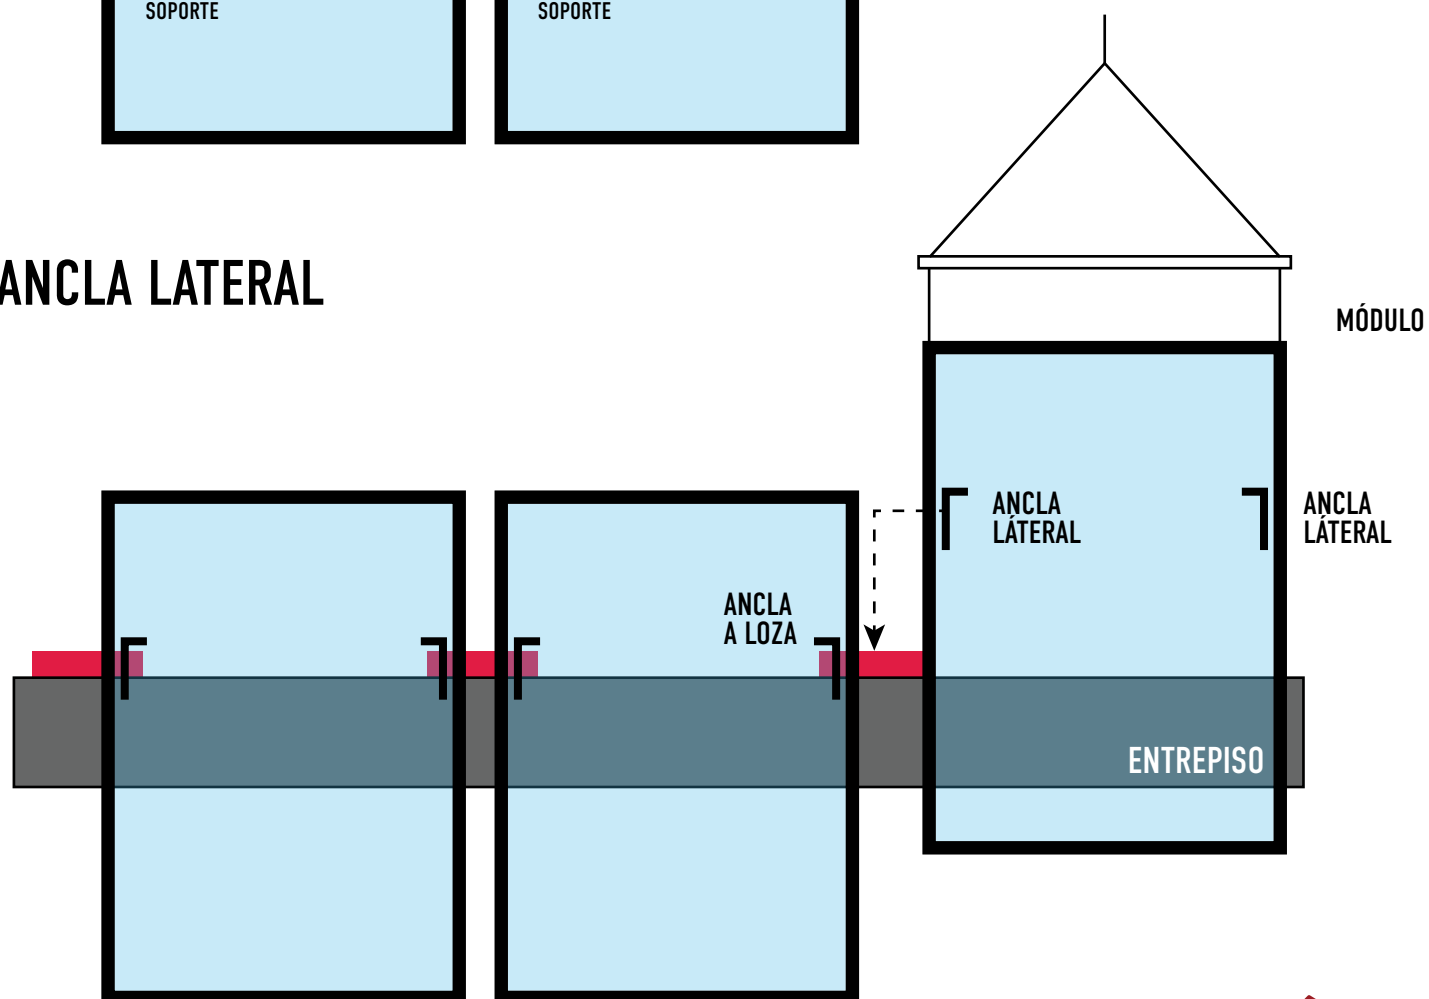 SOPORTE
SOPORTE
ANCLA LATERAL
MÓDULO
ANCLA
LÁTERAL
ANCLA
LÁTERAL
ANCLA
A LOZA
ENTREPISO